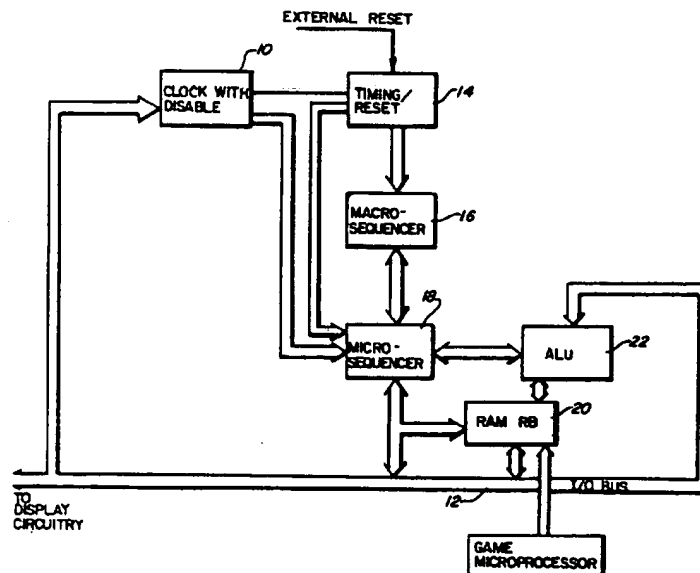 EXTERNAL RESET
10
CLOCK WITH
DISABLE
TIMING/
RESET
14
MACRO-
SEQUENCER
16
18
MICRO-
SEQUENCER
ALU
22
RAM RB
20
I/O BUS
12
TO
DISPLAY
CIRCUITRY
GAME
MICROPROCESSOR